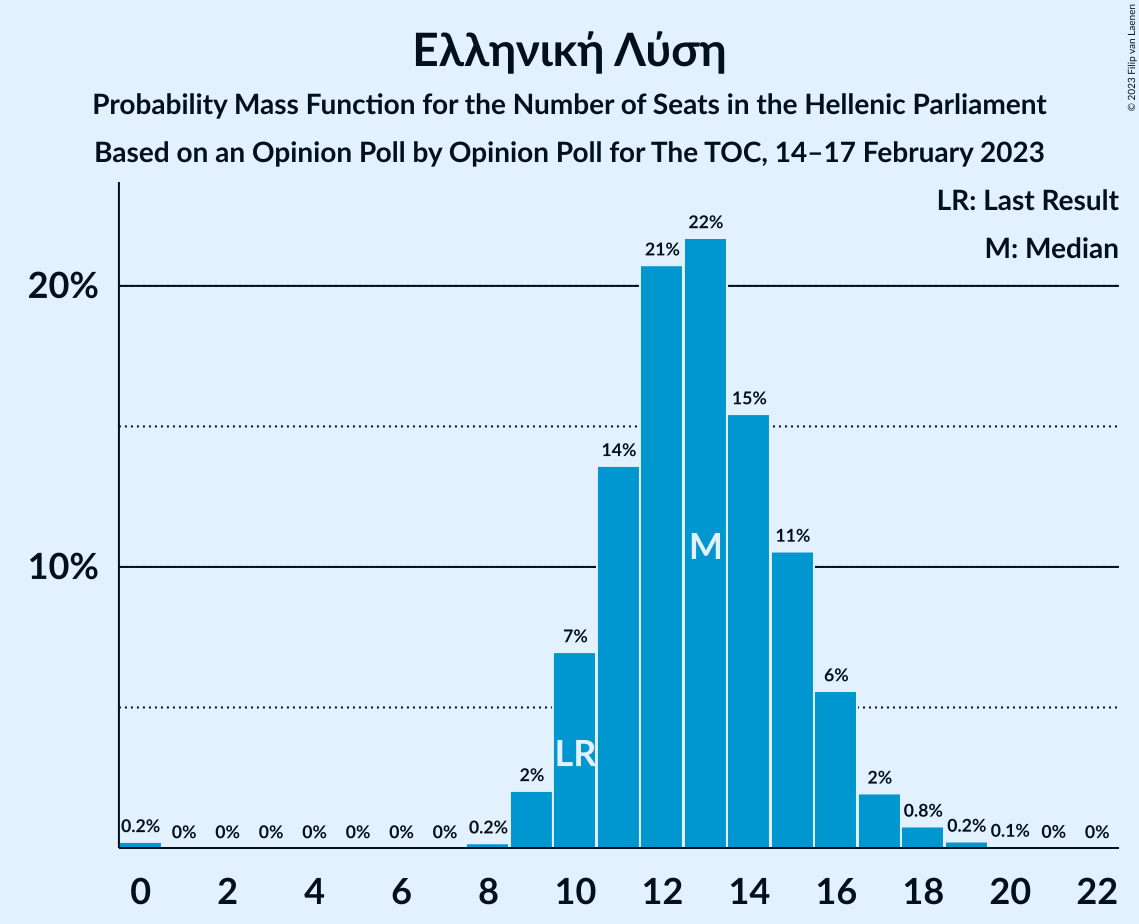 Ελληνική Λύση
Probability Mass Function for the Number of Seats in the Hellenic Parliament
Based on an Opinion Poll by Opinion Poll for The TOC, 14–17 February 2023
© 2023 Filip van Laenen
LR: Last Result
M: Median
20%
10%
0.2% 0% 0% 0% 0% 0% 0% 0% 0.2% 2% 7% 14% 21% 22% 15% 11% 6% 2% 0.8% 0.2% 0.1% 0% 0%
M
LR
0 2 4 6 8 10 12 14 16 18 20 22